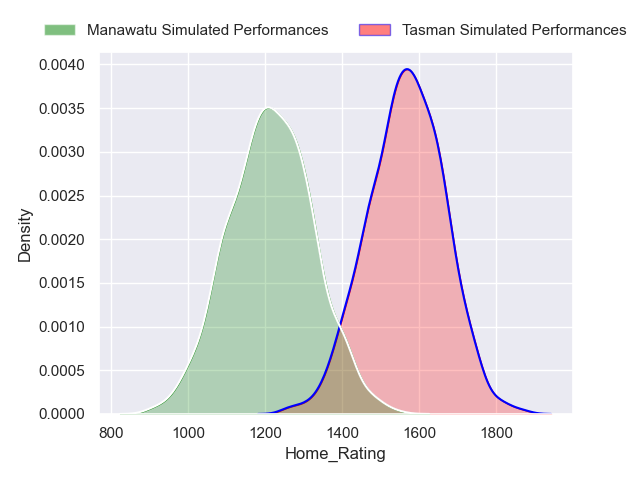 Manawatu Simulated Performances
Tasman Simulated Performances
0.0040
0.0035
0.0030
0.0025
0.0020
0.0015
0.0010
0.0005
0.0000
Density
800 1000 1200 1400 1600 1800
Home_Rating